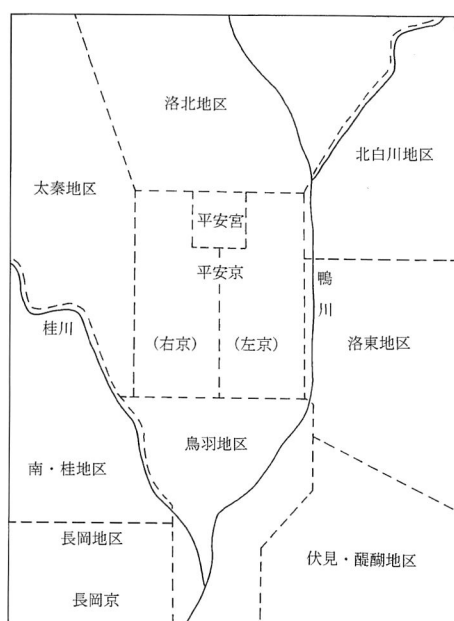 洛北地区
北白川地区
太秦地区
平安宮
平安京
鴨川
桂川
(右京)
(左京)
洛東地区
鳥羽地区
南・桂地区
長岡地区
伏見・醍醐地区
長岡京